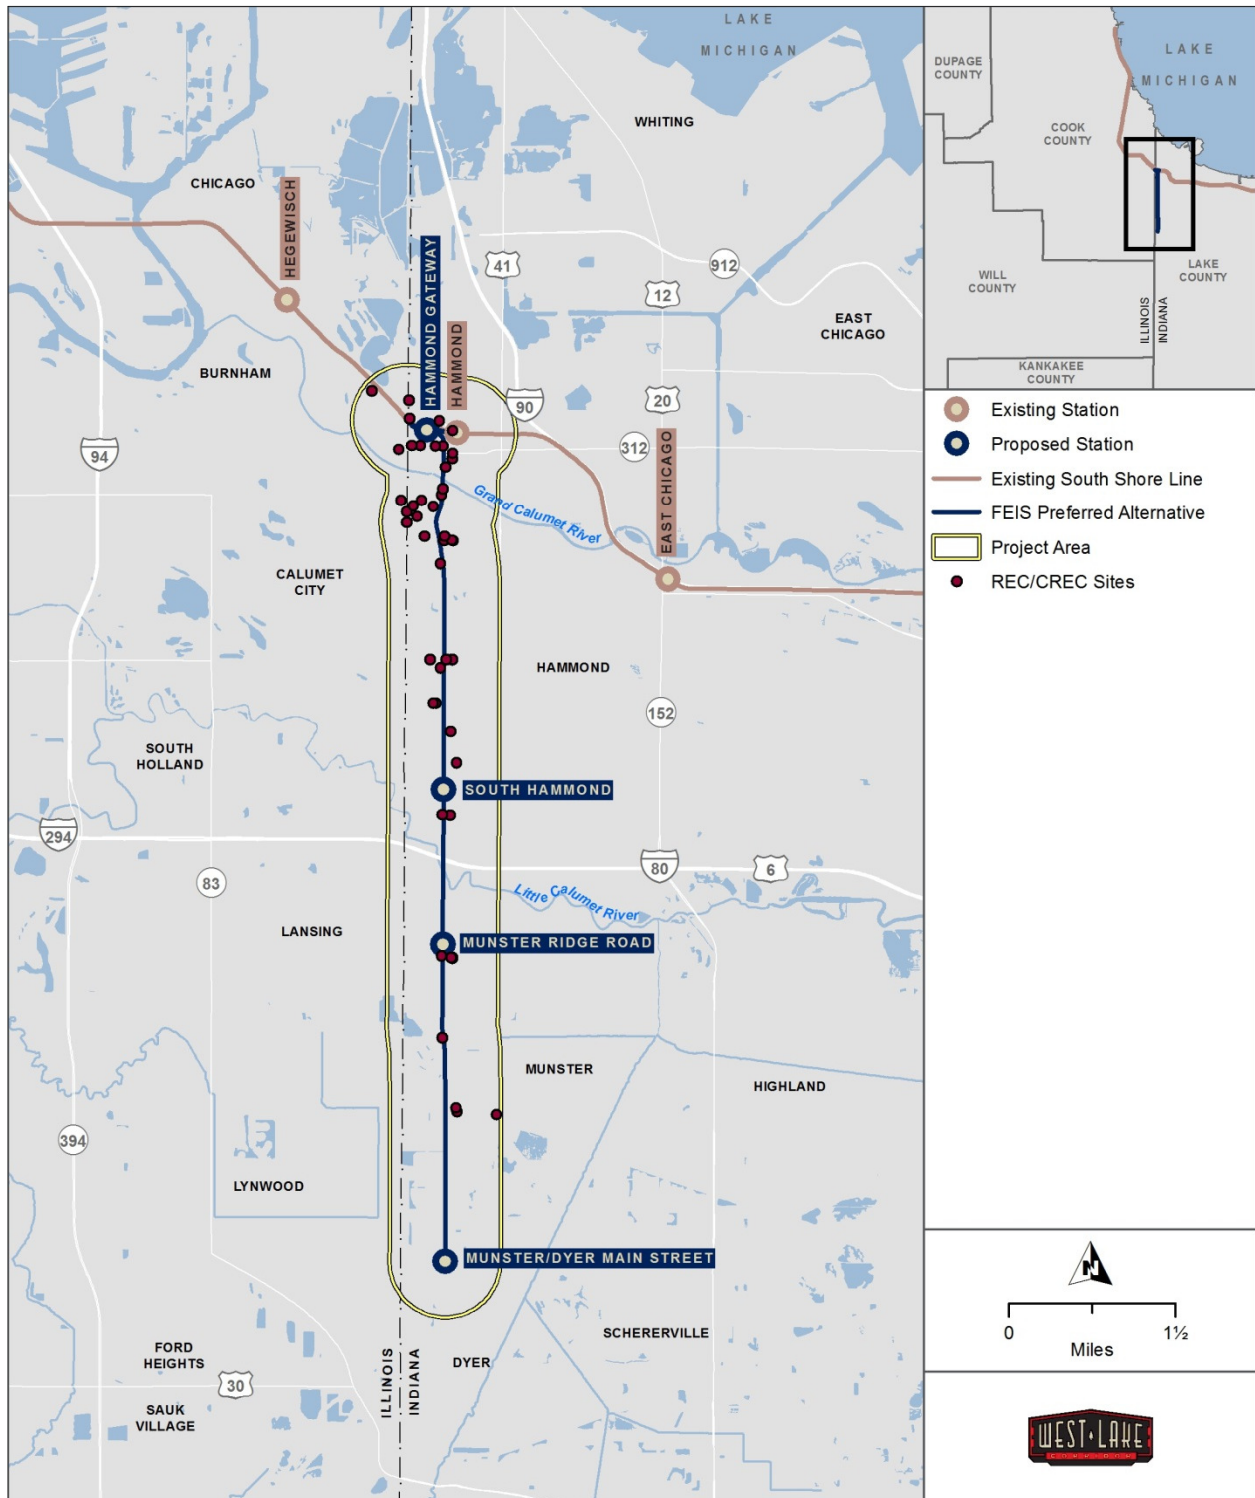 LAKE
MICHIGAN
WHITING
CHICAGO
HEGEWISCH
HAMMOND GATEWAY
HAMMOND
41
912
12
EAST
CHICAGO
BURNHAM
90
20
94
312
EAST CHICAGO
Grand Calumet River
CALUMET
CITY
HAMMOND
152
SOUTH
HOLLAND
SOUTH HAMMOND
294
80
6
83
Little Calumet River
LANSING
MUNSTER RIDGE ROAD
MUNSTER
HIGHLAND
394
LYNWOOD
MUNSTER/DYER MAIN STREET
SCHERERVILLE
FORD
HEIGHTS
DYER
ILLINOIS
INDIANA
30
SAUK
VILLAGE
LAKE
MICHIGAN
DUPAGE
COUNTY
COOK
COUNTY
WILL
COUNTY
LAKE
COUNTY
ILLINOIS
INDIANA
KANKAKEE
COUNTY
Existing Station
Proposed Station
Existing South Shore Line
FEIS Preferred Alternative
Project Area
REC/CREC Sites
N
0 1½
Miles
WEST LAKE
CORRIDOR